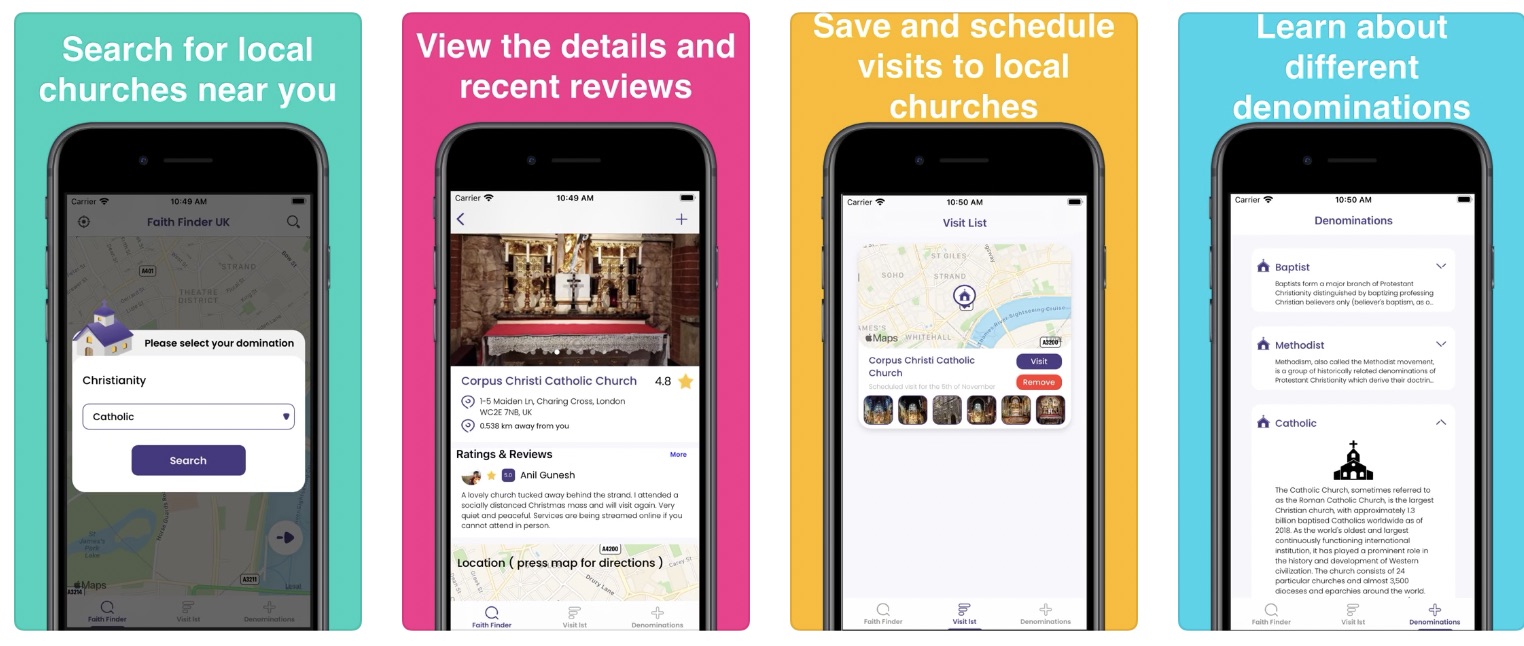 Search for local
churches near you
Carrier 10:49 AM
Faith Finder UK
A401
STRAND
THEATRE
DISTRICT
Please select your domination
Christianity
Catholic
Search
Maps
A3214
A3211
Faith Finder Visit lst Denominations
View the details and
recent reviews
Carrier 10:49 AM
Corpus Christi Catholic Church 4.8
1-5 Maiden Ln, Charing Cross, London
WC2E 7NB, UK
0.538 km away from you
Ratings & Reviews More
5.0 Anil Gunesh
A lovely church tucked away behind the strand. I attended a
socially distanced Christmas mass and will visit again. Very
quiet and peaceful. Services are being streamed online if you
cannot attend in person.
A4200
Location ( press map for directions )
Carey St
Drury Lane
Faith Finder Visit lst Denominations
Save and schedule
visits to local
churches
Carrier 10:50 AM
Visit List
ST GILES
SOHO
STRAND
AMES'S
WHITEHALL
Maps
A3200
Corpus Christi Catholic
Church
Visit
Scheduled visit for the 5th of November
Remove
Faith Finder Visit lst Denominations
Learn about
different
denominations
Carrier 10:50 AM
Denominations
Baptist
Baptists form a major branch of Protestant
Christianity distinguished by baptizing professing
Christian believers only (believer's baptism, as o...
Methodist
Methodism, also called the Methodist movement,
is a group of historically related denominations of
Protestant Christianity which derive their doctrin...
Catholic
The Catholic Church, sometimes referred to
as the Roman Catholic Church, is the largest
Christian church, with approximately 1.3
billion baptised Catholics worldwide as of
2018. As the world's oldest and largest
continuously functioning international
institution, it has played a prominent role in
the history and development of Western
civilization. The church consists of 24
particular churches and almost 3,500
dioceses and eparchies around the world.
Faith Finder Visit lst Denominations